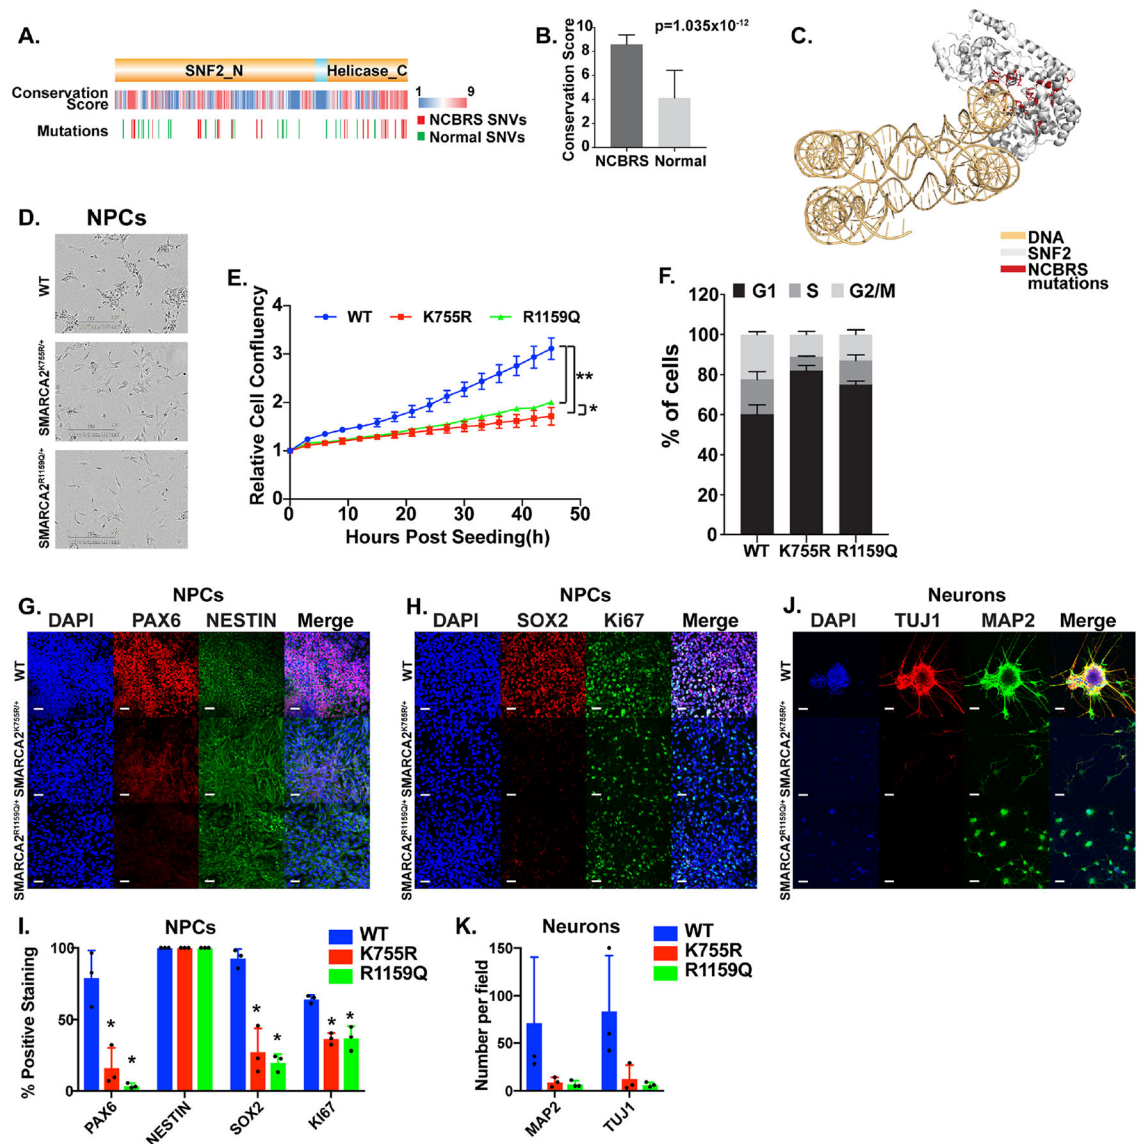 A.
SNF2_N
Helicase_C
Conservation
Score
1
9
Mutations
NCBRS SNVs
Normal SNVs
B.
p=1.035x10-12
Conservation Score
10
8
6
4
2
0
NCBRS
Normal
C.
DNA
SNF2
NCBRS
mutations
D.
NPCs
WT
SMARCA2K755R/+
SMARCA2R1159Q/+
E.
Relative Cell Confluency
4
3
2
1
0
WT
K755R
R1159Q
**
*
0
10
20
30
40
50
Hours Post Seeding(h)
F.
G1
S
G2/M
% of cells
120
100
80
60
40
20
0
WT
K755R
R1159Q
G.
NPCs
DAPI
PAX6
NESTIN
Merge
WT
SMARCA2K755R/+
SMARCA2R1159Q/+
H.
NPCs
DAPI
SOX2
Ki67
Merge
WT
SMARCA2K755R/+
SMARCA2R1159Q/+
J.
Neurons
DAPI
TUJ1
MAP2
Merge
WT
SMARCA2K755R/+
SMARCA2R1159Q/+
I.
NPCs
WT
K755R
R1159Q
% Positive Staining
100
50
0
*
*
*
*
*
*
PAX6
NESTIN
SOX2
KI67
K.
Neurons
WT
K755R
R1159Q
Number per field
150
100
50
0
MAP2
TUJ1